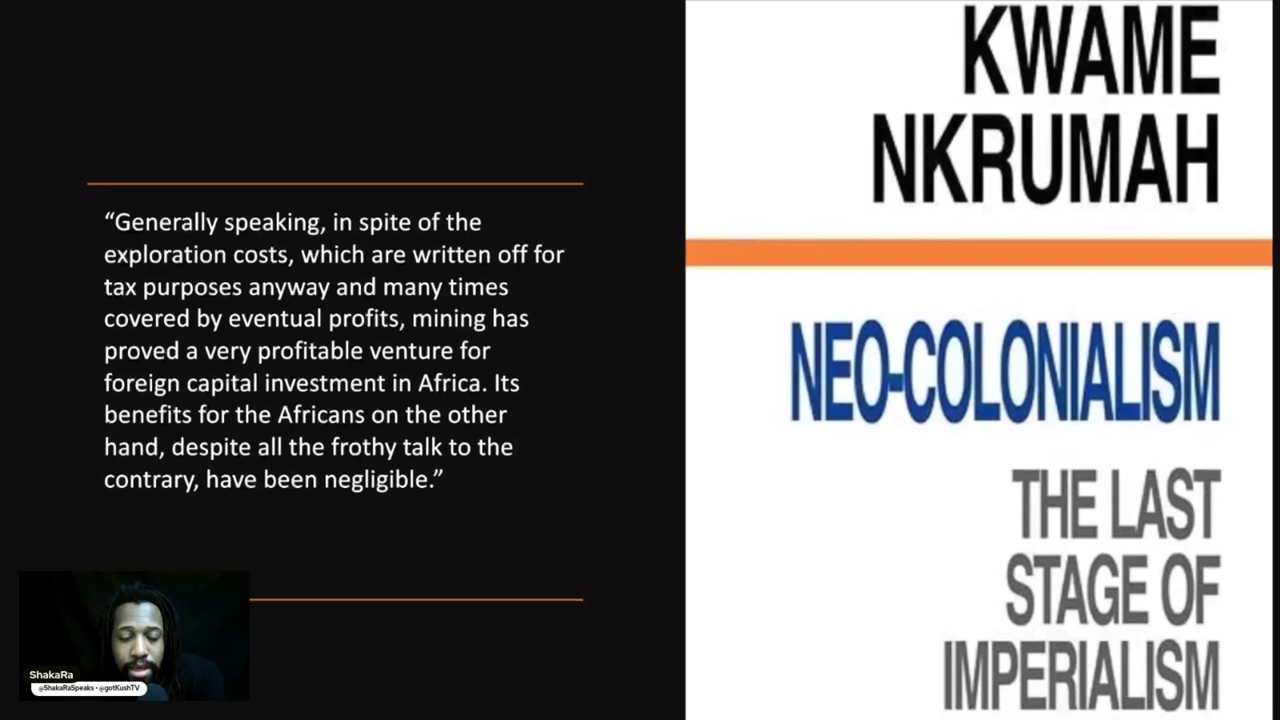 “Generally speaking, in spite of the
exploration costs, which are written off for
tax purposes anyway and many times
covered by eventual profits, mining has
proved a very profitable venture for
foreign capital investment in Africa. Its
benefits for the Africans on the other
hand, despite all the frothy talk to the
contrary, have been negligible.”
KWAME
NKRUMAH
NEO-COLONIALISM
THE LAST
STAGE OF
IMPERIALISM
ShakaRa
@ShakaRaSpeaks • @gotKushTV